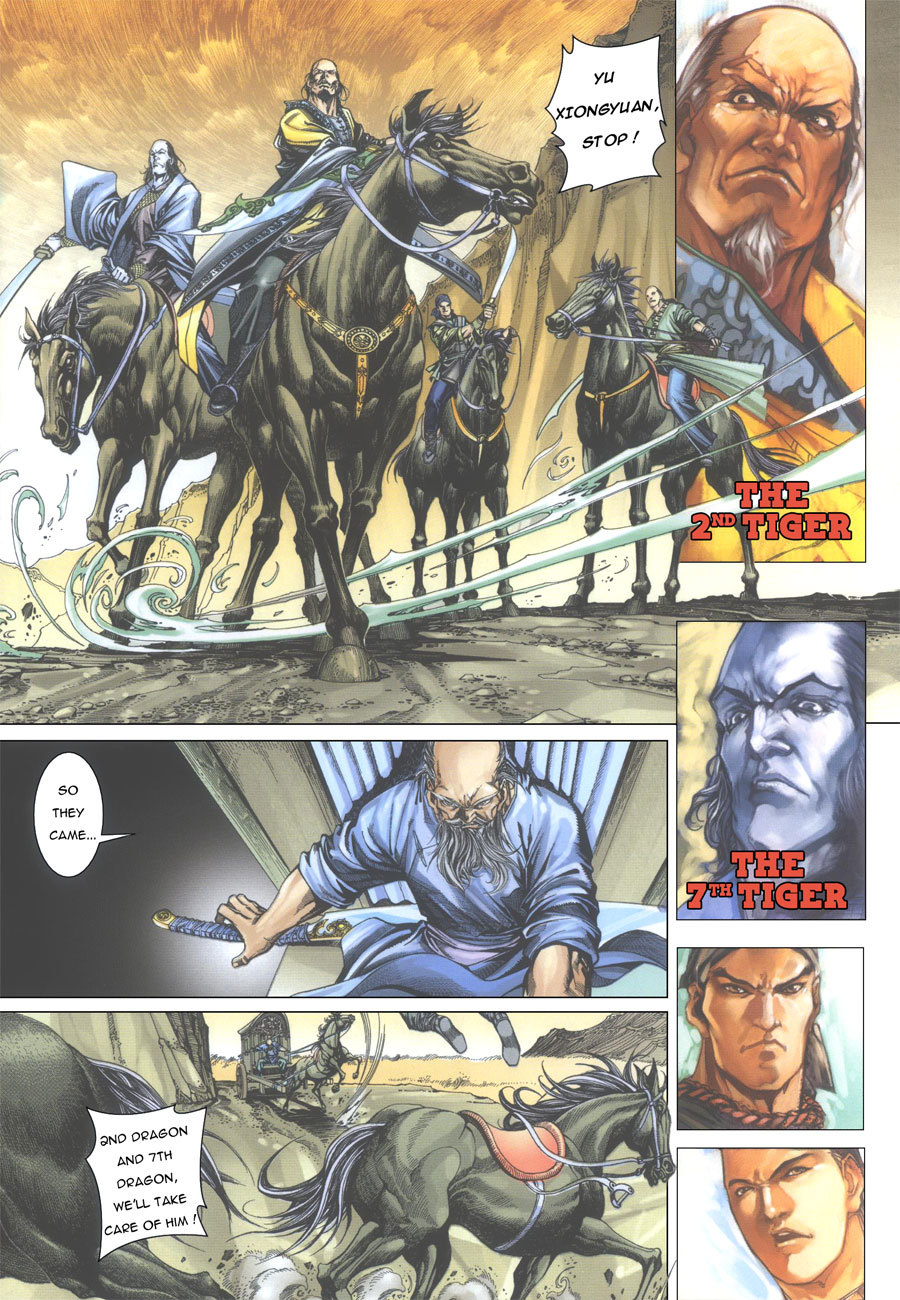 YU
XIONGYUAN,
STOP!
THE
2ND TIGER
THE
7TH TIGER
SO
THEY
CAME...
2ND DRAGON
AND 7TH
DRAGON,
WE'LL TAKE
CARE OF HIM!